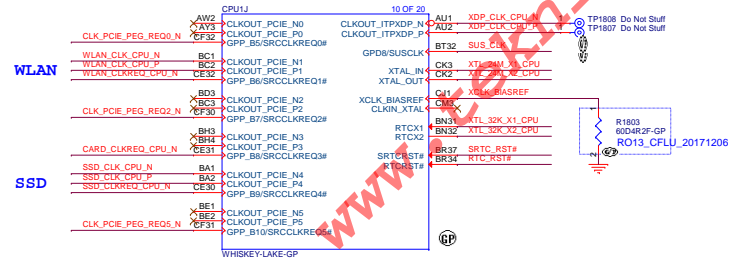 CPU1J 10 OF 20
AW2 CLKOUT_PCIE_N0 CLKOUT_ITPXDP_N AU1 XDP_CLK_CPU_N TP1808 Do Not Stuff
AY3 CLKOUT_PCIE_P0 CLKOUT_ITPXDP_P AU2 XDP_CLK_CPU_P TP1807 Do Not Stuff
CLK_PCIE_PEG_REQ0_N CF32 GPP_B5/SRCCLKREQ0#
GPD8/SUSCLK BT32 SUS_CLK
WLAN
WLAN_CLK_CPU_N BC1 CLKOUT_PCIE_N1
WLAN_CLK_CPU_P BC2 CLKOUT_PCIE_P1 XTAL_IN CK3 XTL_24M_X1_CPU
WLAN_CLKREQ_CPU_N CE32 GPP_B6/SRCCLKREQ1# XTAL_OUT CK2 XTL_24M_X2_CPU
BD3 CLKOUT_PCIE_N2 XCLK_BIASREF CJ1 XCLK_BIASREF
BC3 CLKOUT_PCIE_P2 CLKIN_XTAL CM3
CLK_PCIE_PEG_REQ2_N CF30 GPP_B7/SRCCLKREQ2#
RTCX1 BN31 XTL_32K_X1_CPU
BH3 CLKOUT_PCIE_N3 RTCX2 BN32 XTL_32K_X2_CPU
BH4 CLKOUT_PCIE_P3
CARD_CLKREQ_CPU_N CE31 GPP_B8/SRCCLKREQ3# SRTCRST# BR37 SRTC_RST#
RTCRST# BR34 RTC_RST#
1
R1803
60D4R2F-GP
RO13_CFLU_20171206
2
SSD
SSD_CLK_CPU_N BA1 CLKOUT_PCIE_N4
SSD_CLK_CPU_P BA2 CLKOUT_PCIE_P4
SSD_CLKREQ_CPU_N CE30 GPP_B9/SRCCLKREQ4#
BE1 CLKOUT_PCIE_N5
BE2 CLKOUT_PCIE_P5
CLK_PCIE_PEG_REQ5_N CF31 GPP_B10/SRCCLKREQ5#
GP
WHISKEY-LAKE-GP
www.tekn